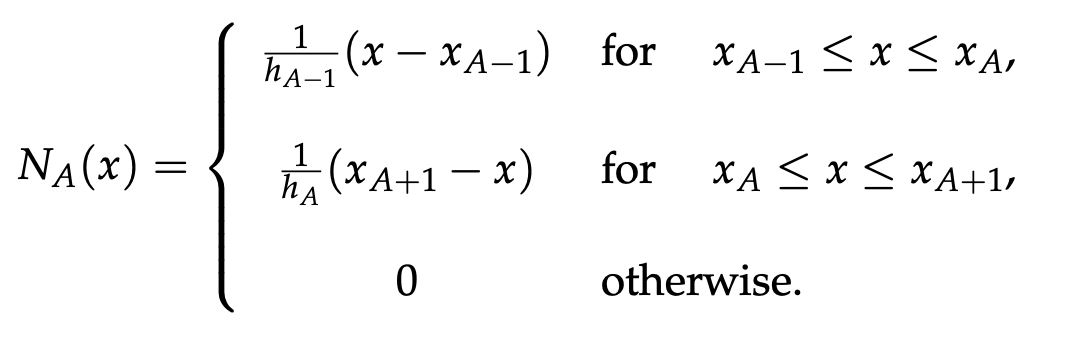 1/h_{A−1} (x − x_{A−1}) for x_{A−1} ≤ x ≤ x_A,
N_A(x) = { 1/h_A (x_{A+1} − x) for x_A ≤ x ≤ x_{A+1},
0 otherwise.